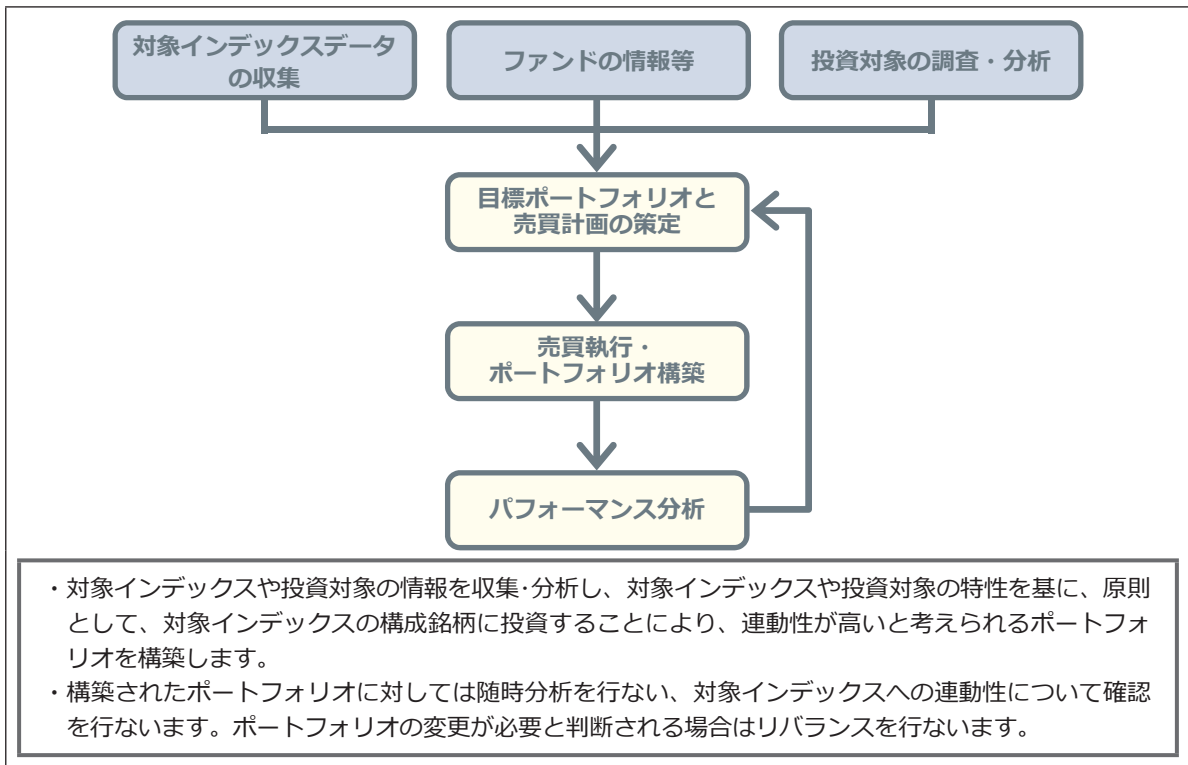 対象インデックスデータ
の収集
ファンドの情報等
投資対象の調査・分析
目標ポートフォリオと
売買計画の策定
売買執行・
ポートフォリオ構築
パフォーマンス分析
・対象インデックスや投資対象の情報を収集･分析し、対象インデックスや投資対象の特性を基に、原則
として、対象インデックスの構成銘柄に投資することにより、連動性が高いと考えられるポートフォ
リオを構築します。
・構築されたポートフォリオに対しては随時分析を行ない、対象インデックスへの連動性について確認
を行ないます。ポートフォリオの変更が必要と判断される場合はリバランスを行ないます。